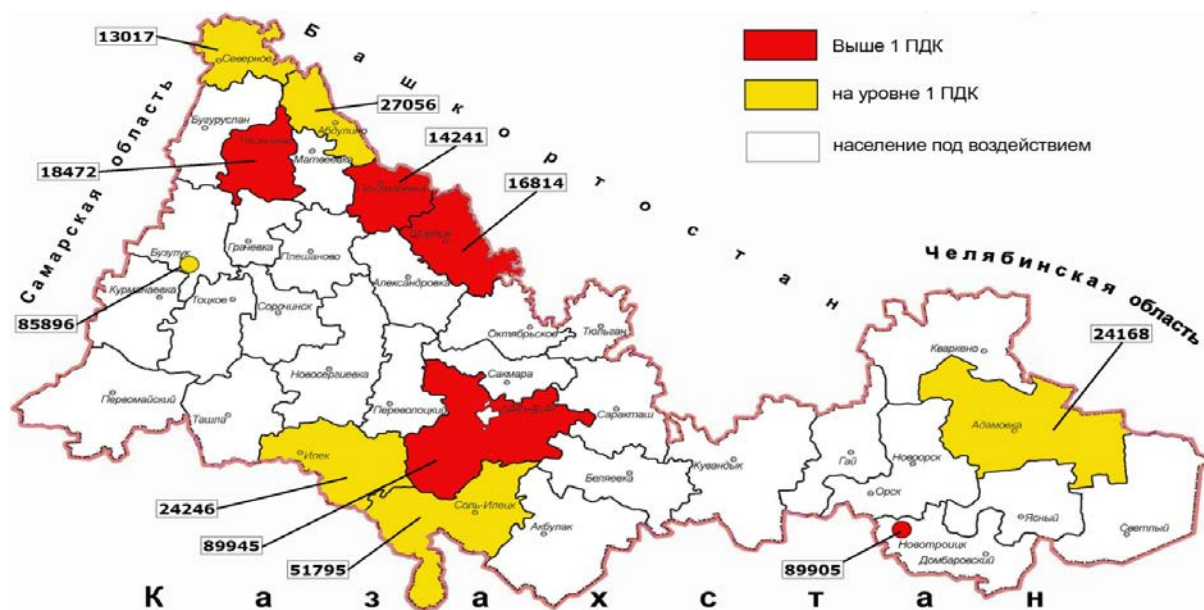 13017
Северное
Башкортостан
Выше 1 ПДК
на уровне 1 ПДК
население под воздействием
27056
Абдулино
Бугуруслан
14241
Матвеевка
18472
16814
Самарская область
Челябинская область
Бузулук
Грачевка
Плешаново
Александровка
85896
Курманаевка
Тоцкое
Сорочинск
Октябрьское
Тюльган
24168
Кваркено
Новосергиевка
Сакмара
Первомайский
Ташла
Переволоцкий
Саракташ
Адамовка
Илек
Беляевка
Кувандык
Гай
Новоорск
Орск
24246
Соль-Илецк
Акбулак
Ясный
Светлый
89945
51795
89905
Новотроицк
Домбаровский
Казахстан